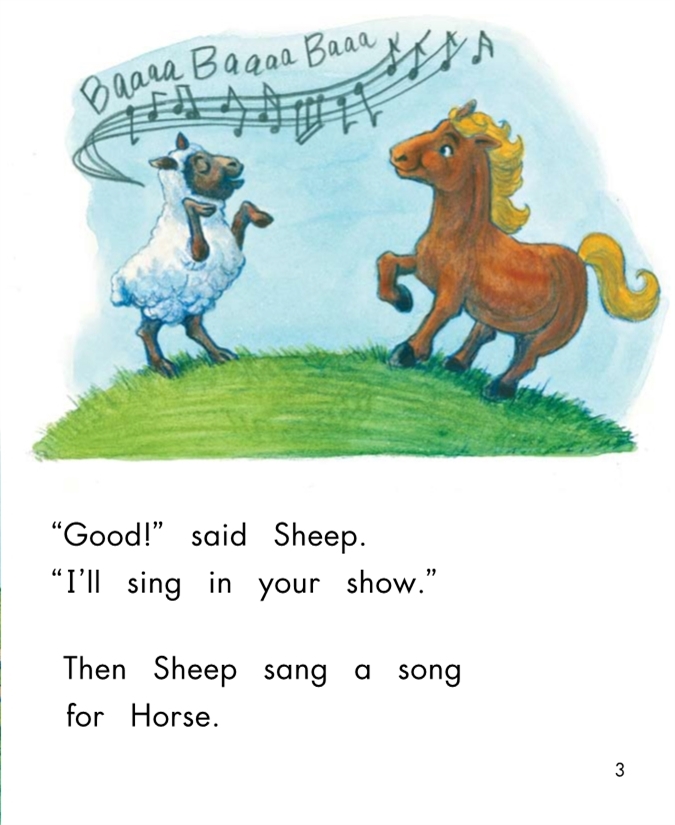 Baaaa Baaaa Baaa
“Good!” said Sheep.
“I’ll sing in your show.”
Then Sheep sang a song
for Horse.
3